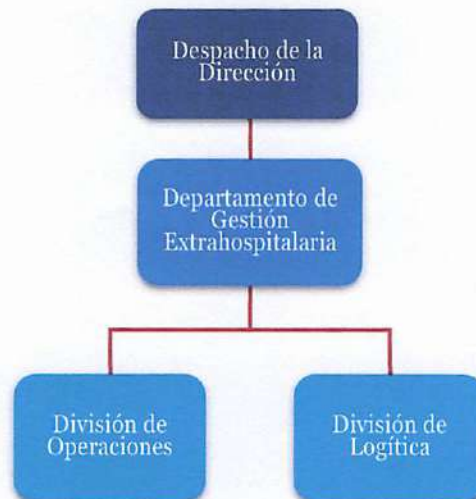 Despacho de la
Dirección
Departamento de
Gestión
Extrahospitalaria
División de
Operaciones
División de
Logítica